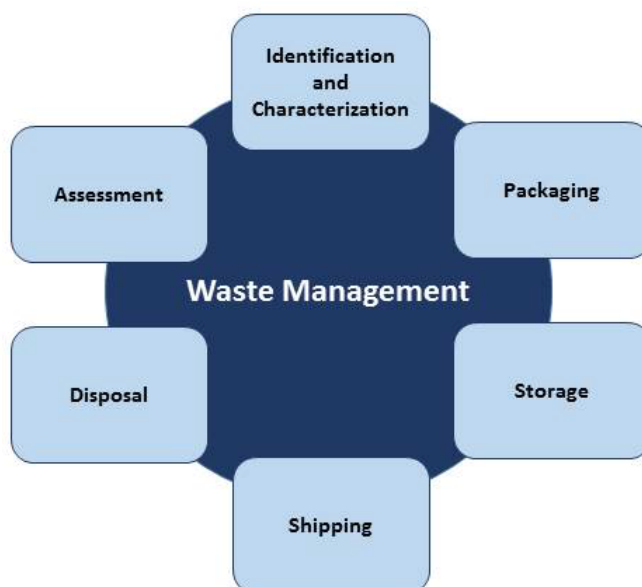 Identification
and
Characterization
Packaging
Storage
Shipping
Disposal
Assessment
Waste Management